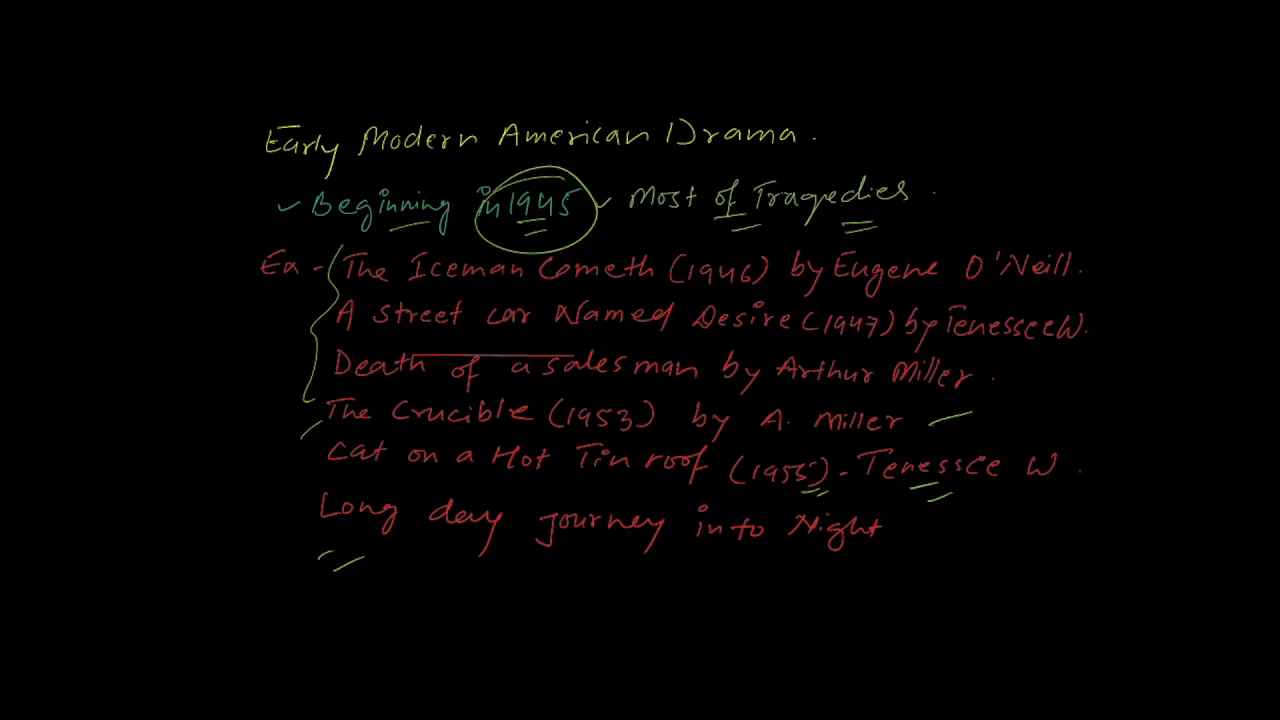 Early Modern American Drama.
Beginning in 1945 Most of Tragedies.
Ex - The Iceman Cometh (1946) by Eugene O'Neill.
A street car Named Desire (1947) by Tenessee W.
Death of a sales man by Arthur Miller.
The Crucible (1953) by A. Miller
Cat on a Hot Tin roof (1955) - Tenessee W.
Long day journey into Night